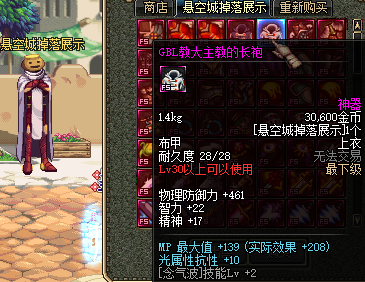 商店 悬空城掉落展示 重新购买
悬空城掉落展示
GBL教大主教的长袍
神器
14kg 30,600金币
[悬空城掉落展示]1个
布甲 上衣
耐久度 28/28 无法交易
Lv30以上可以使用 最下级
物理防御力 +461
智力 +22
精神 +17
MP 最大值 +139 (实际效果 +208)
光属性抗性 +10
[念气波]技能Lv +2